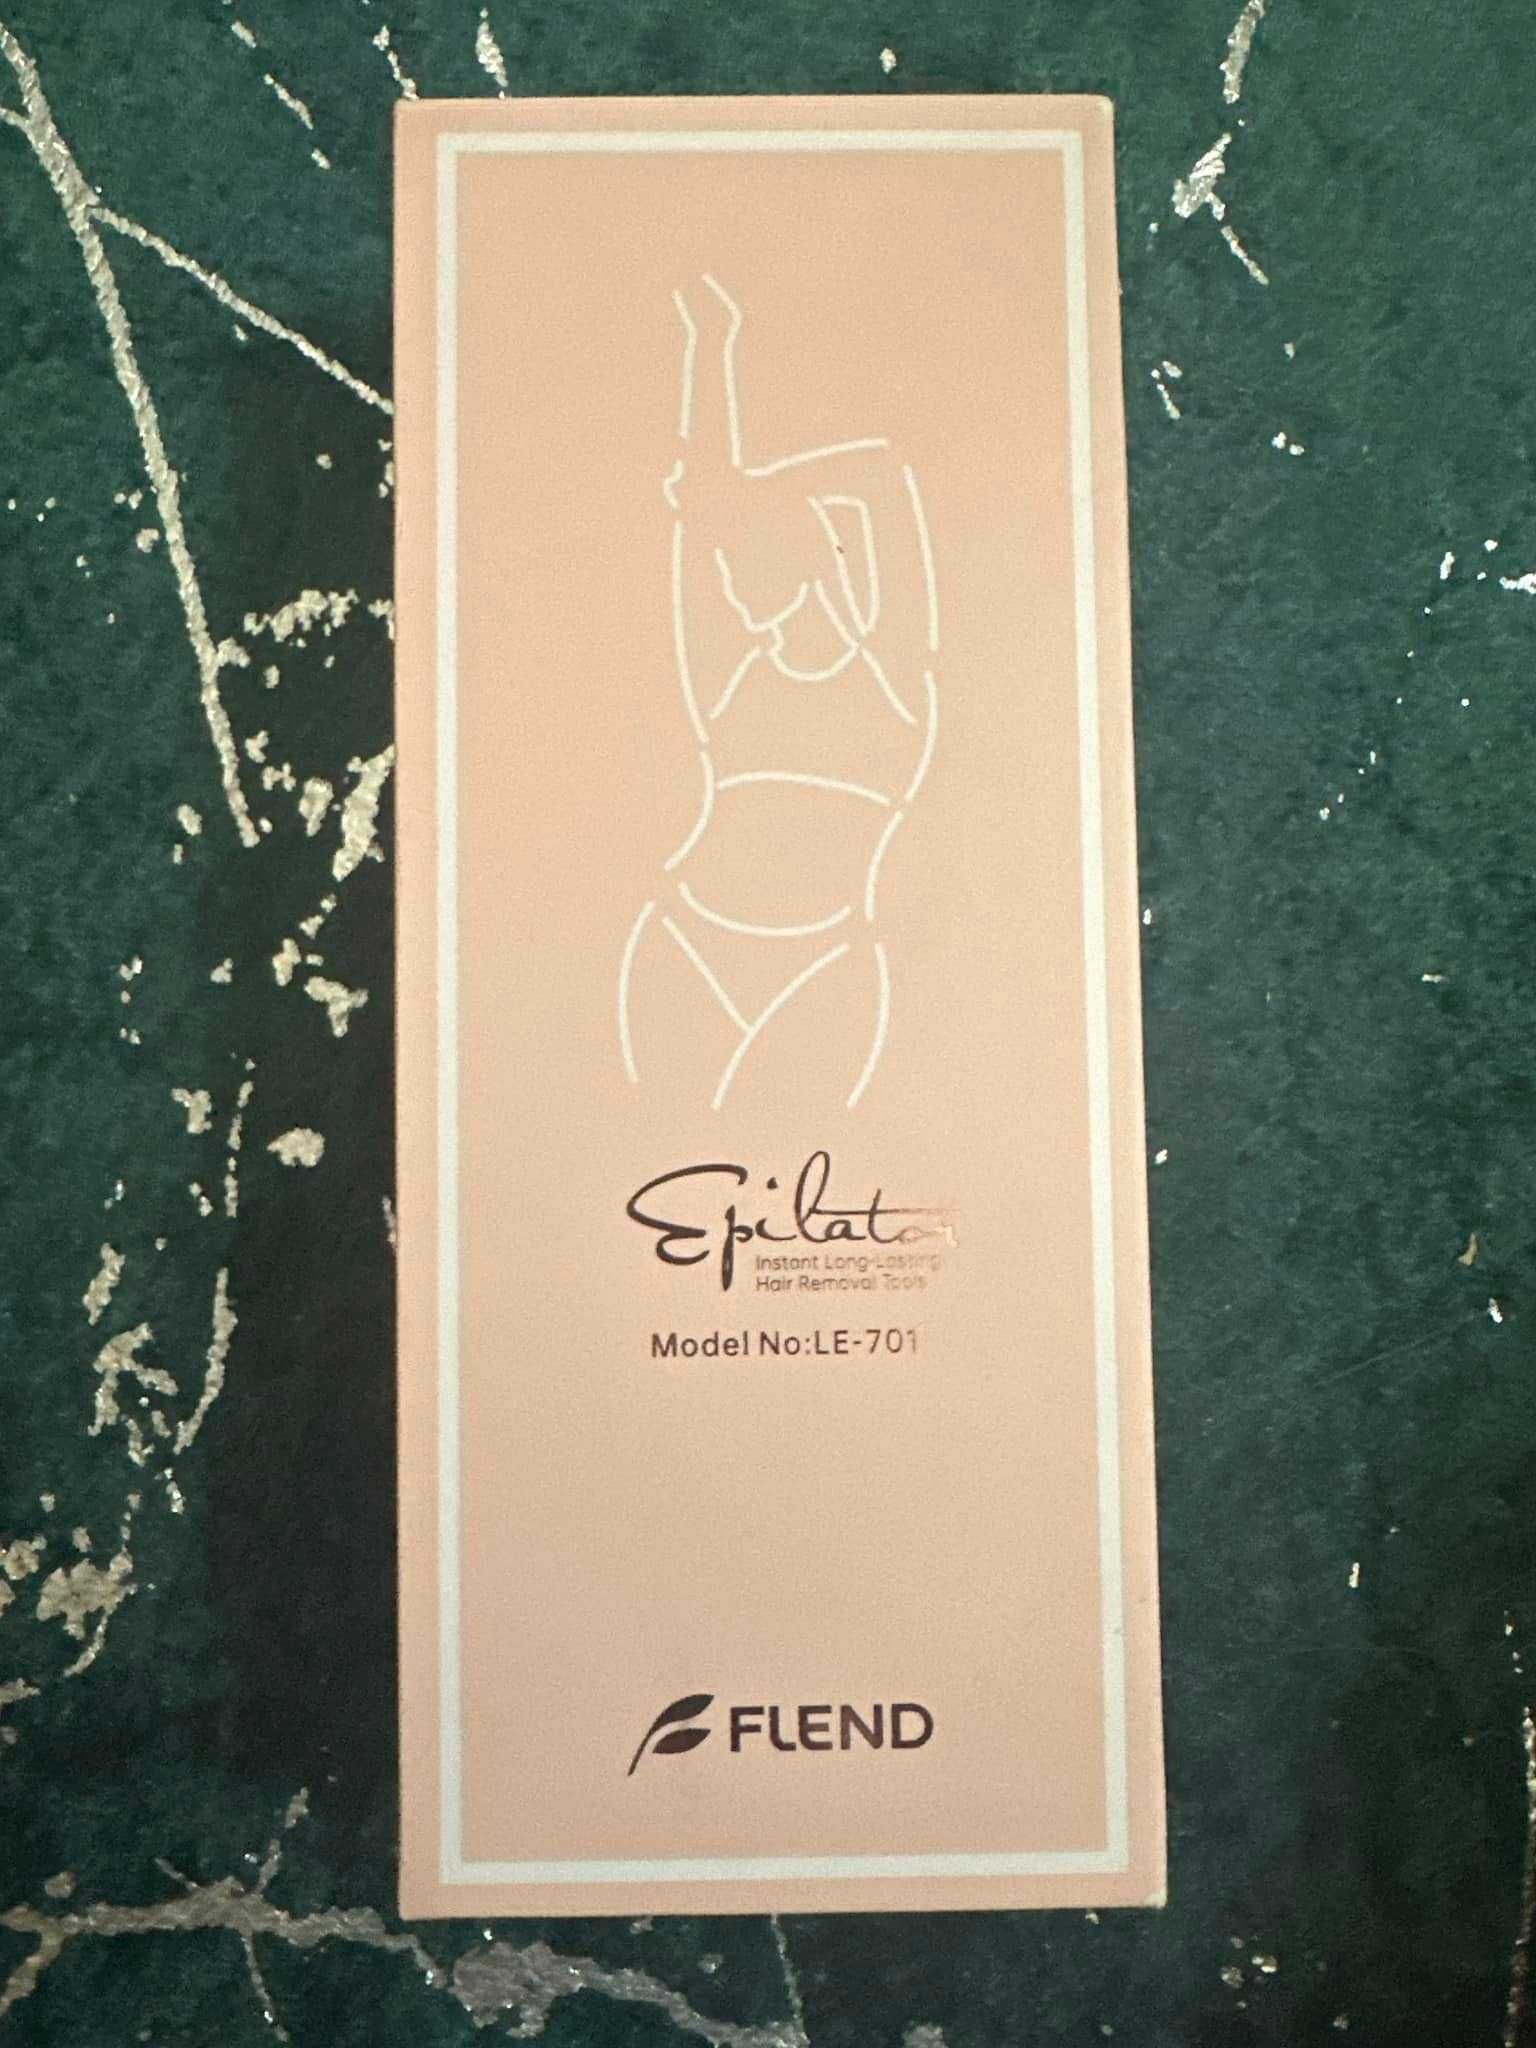 Epilator
Instant Long-Lasting
Hair Removal Tools
Model No:LE-701
FLEND